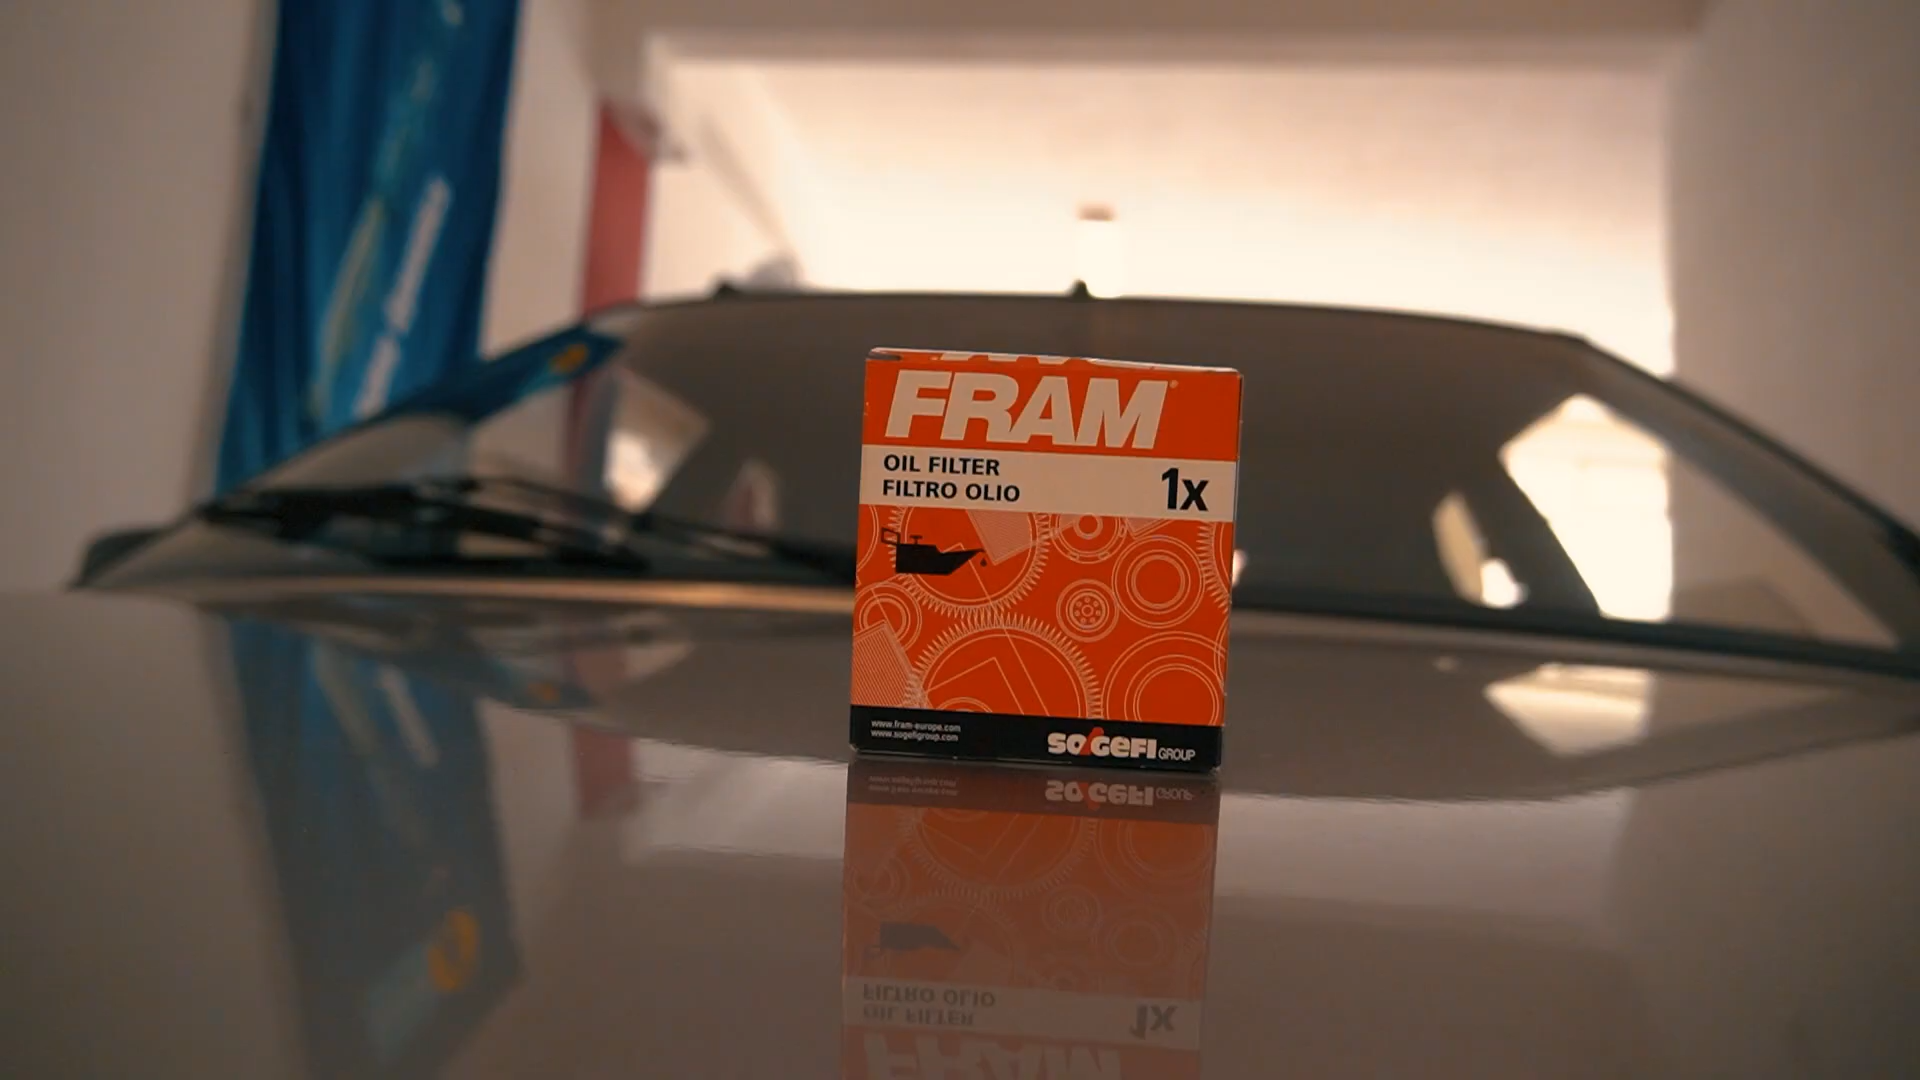 FRAM®
OIL FILTER
FILTRO OLIO
1x
www.fram-europe.com
www.sogefigroup.com
SOGEFI GROUP